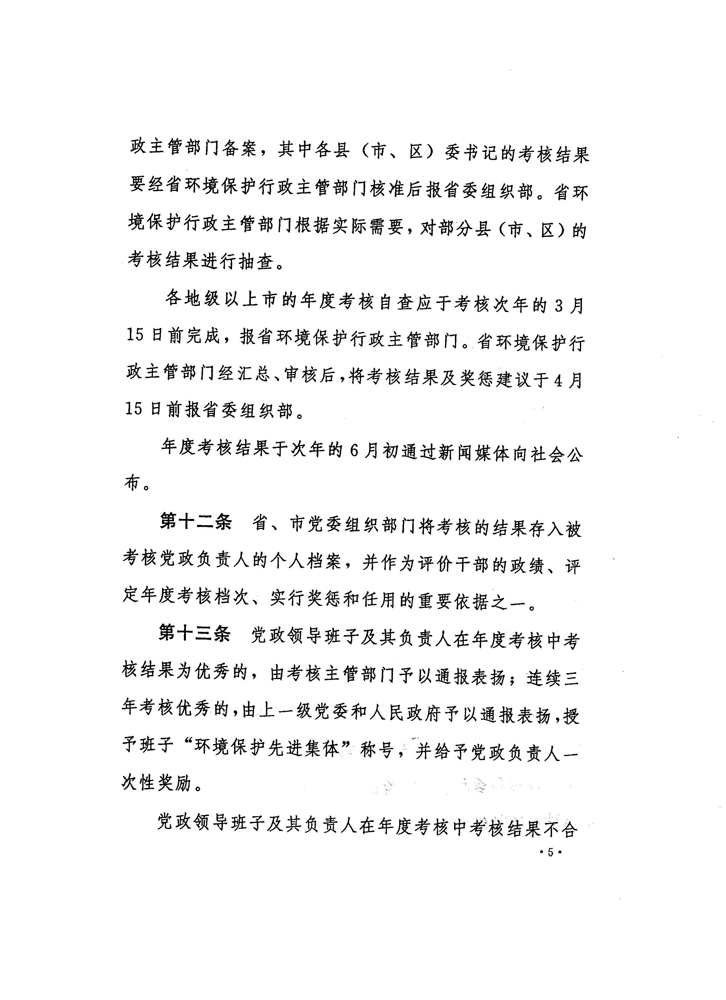 政主管部门备案，其中各县（市、区）委书记的考核结果
要经省环境保护行政主管部门核准后报省委组织部。省环
境保护行政主管部门根据实际需要，对部分县（市、区）的
考核结果进行抽查。
各地级以上市的年度考核自查应于考核次年的 3 月
15 日前完成，报省环境保护行政主管部门。省环境保护行
政主管部门经汇总、审核后，将考核结果及奖惩建议于 4 月
15 日前报省委组织部。
年度考核结果于次年的 6 月初通过新闻媒体向社会公
布。
第十二条　省、市党委组织部门将考核的结果存入被
考核党政负责人的个人档案，并作为评价干部的政绩、评
定年度考核档次、实行奖惩和任用的重要依据之一。
第十三条　党政领导班子及其负责人在年度考核中考
核结果为优秀的，由考核主管部门予以通报表扬；连续三
年考核优秀的，由上一级党委和人民政府予以通报表扬，授
予班子“环境保护先进集体”称号，并给予党政负责人一
次性奖励。
党政领导班子及其负责人在年度考核中考核结果不合
· 5 ·